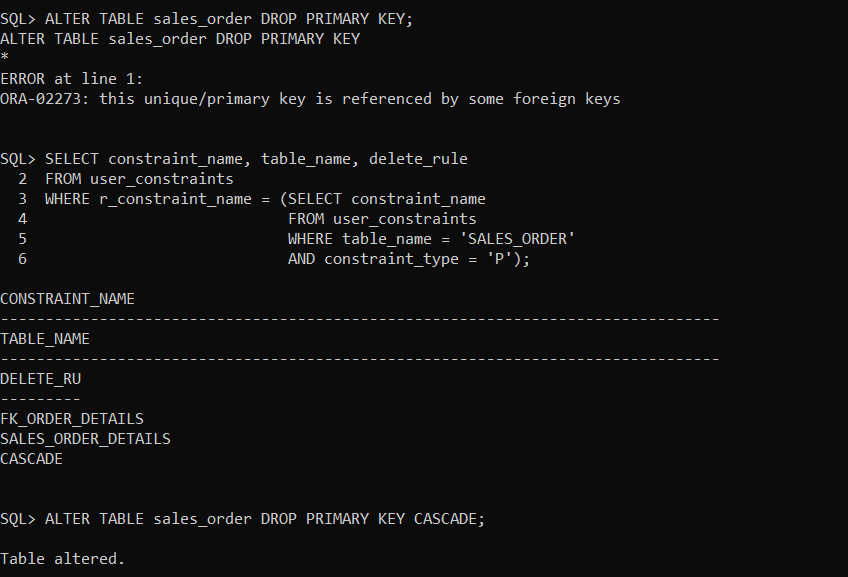 SQL> ALTER TABLE sales_order DROP PRIMARY KEY;
ALTER TABLE sales_order DROP PRIMARY KEY
*
ERROR at line 1:
ORA-02273: this unique/primary key is referenced by some foreign keys
SQL> SELECT constraint_name, table_name, delete_rule
  2  FROM user_constraints
  3  WHERE r_constraint_name = (SELECT constraint_name
  4                             FROM user_constraints
  5                             WHERE table_name = 'SALES_ORDER'
  6                             AND constraint_type = 'P');
CONSTRAINT_NAME
--------------------------------------------------------------------------------
TABLE_NAME
--------------------------------------------------------------------------------
DELETE_RU
---------
FK_ORDER_DETAILS
SALES_ORDER_DETAILS
CASCADE
SQL> ALTER TABLE sales_order DROP PRIMARY KEY CASCADE;
Table altered.